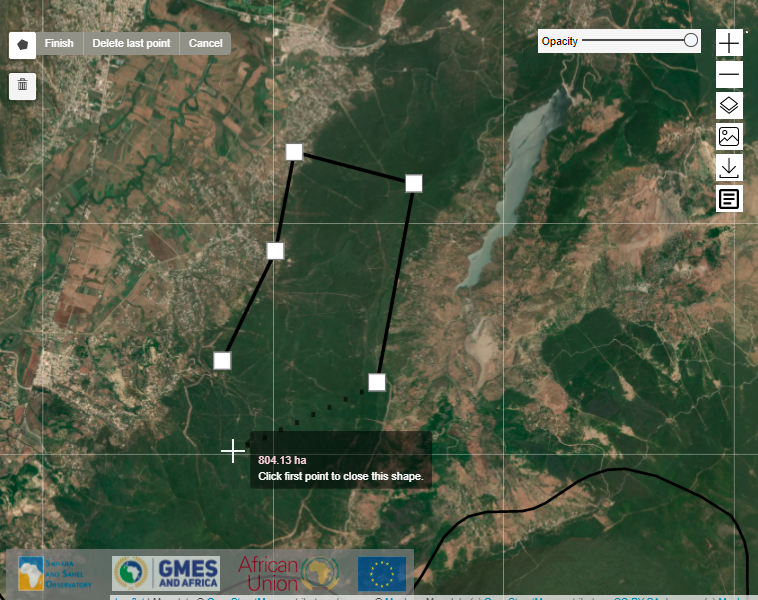 Finish Delete last point Cancel
Opacity
804.13 ha
Click first point to close this shape.
SAHARA
AND SAHEL
OBSERVATORY
GMES
AND AFRICA
African
Union